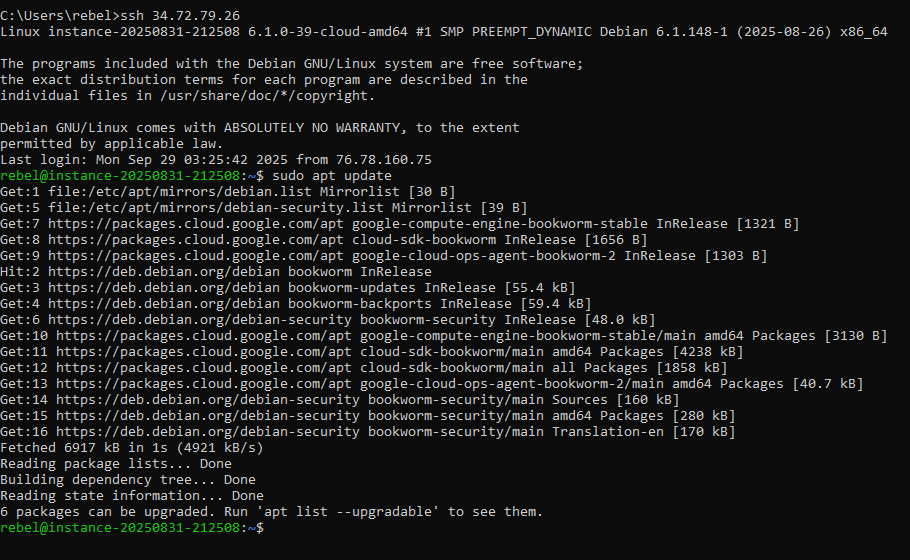 C:\Users\rebel>ssh 34.72.79.26
Linux instance-20250831-212508 6.1.0-39-cloud-amd64 #1 SMP PREEMPT_DYNAMIC Debian 6.1.148-1 (2025-08-26) x86_64
The programs included with the Debian GNU/Linux system are free software;
the exact distribution terms for each program are described in the
individual files in /usr/share/doc/*/copyright.
Debian GNU/Linux comes with ABSOLUTELY NO WARRANTY, to the extent
permitted by applicable law.
Last login: Mon Sep 29 03:25:42 2025 from 76.78.160.75
rebel@instance-20250831-212508:~$ sudo apt update
Get:1 file:/etc/apt/mirrors/debian.list Mirrorlist [30 B]
Get:5 file:/etc/apt/mirrors/debian-security.list Mirrorlist [39 B]
Get:7 https://packages.cloud.google.com/apt google-compute-engine-bookworm-stable InRelease [1321 B]
Get:8 https://packages.cloud.google.com/apt cloud-sdk-bookworm InRelease [1656 B]
Get:9 https://packages.cloud.google.com/apt google-cloud-ops-agent-bookworm-2 InRelease [1303 B]
Hit:2 https://deb.debian.org/debian bookworm InRelease
Get:3 https://deb.debian.org/debian bookworm-updates InRelease [55.4 kB]
Get:4 https://deb.debian.org/debian bookworm-backports InRelease [59.4 kB]
Get:6 https://deb.debian.org/debian-security bookworm-security InRelease [48.0 kB]
Get:10 https://packages.cloud.google.com/apt google-compute-engine-bookworm-stable/main amd64 Packages [3130 B]
Get:11 https://packages.cloud.google.com/apt cloud-sdk-bookworm/main amd64 Packages [4238 kB]
Get:12 https://packages.cloud.google.com/apt cloud-sdk-bookworm/main all Packages [1858 kB]
Get:13 https://packages.cloud.google.com/apt google-cloud-ops-agent-bookworm-2/main amd64 Packages [40.7 kB]
Get:14 https://deb.debian.org/debian-security bookworm-security/main Sources [160 kB]
Get:15 https://deb.debian.org/debian-security bookworm-security/main amd64 Packages [280 kB]
Get:16 https://deb.debian.org/debian-security bookworm-security/main Translation-en [170 kB]
Fetched 6917 kB in 1s (4921 kB/s)
Reading package lists... Done
Building dependency tree... Done
Reading state information... Done
6 packages can be upgraded. Run 'apt list --upgradable' to see them.
rebel@instance-20250831-212508:~$